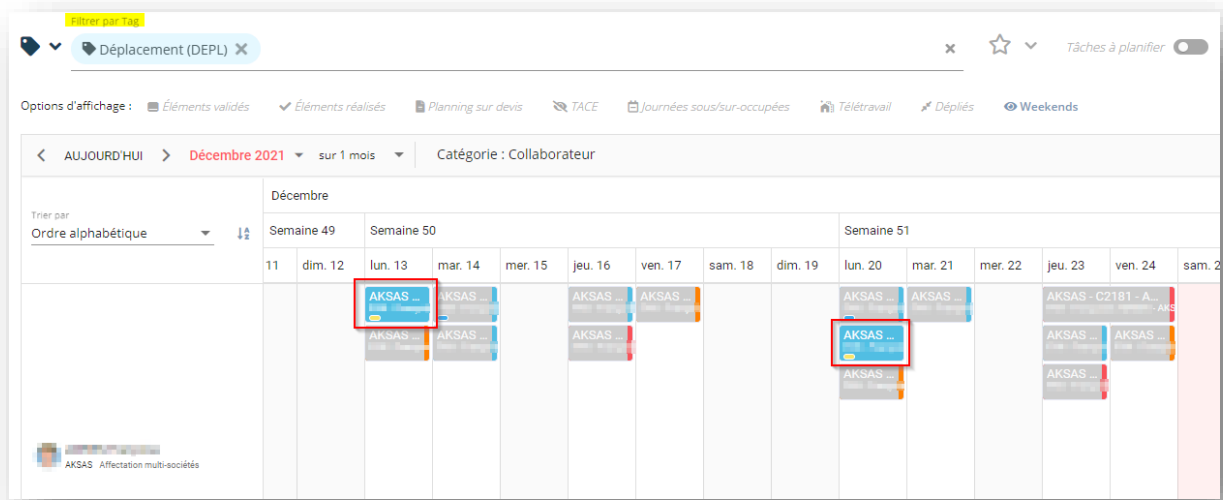 Filtrer par Tag
Déplacement (DEPL)
Tâches à planifier
Options d'affichage : Éléments validés Éléments réalisés Planning sur devis TACE Journées sous/sur-occupées Télétravail Dépliés Weekends
AUJOURD'HUI Décembre 2021 sur 1 mois Catégorie : Collaborateur
Décembre
Trier par
Ordre alphabétique
Semaine 49 Semaine 50 Semaine 51
11 dim. 12 lun. 13 mar. 14 mer. 15 jeu. 16 ven. 17 sam. 18 dim. 19 lun. 20 mar. 21 mer. 22 jeu. 23 ven. 24 sam. 2
AKSAS ... AKSAS ... AKSAS ... AKSAS ... AKSAS ... AKSAS ... AKSAS - C2181 - A...
AKSAS ... AKSAS ... AKSAS ... AKSAS ... AKSAS ... AKSAS ...
AKSAS ... AKSAS ...
AKSAS Affectation multi-sociétés